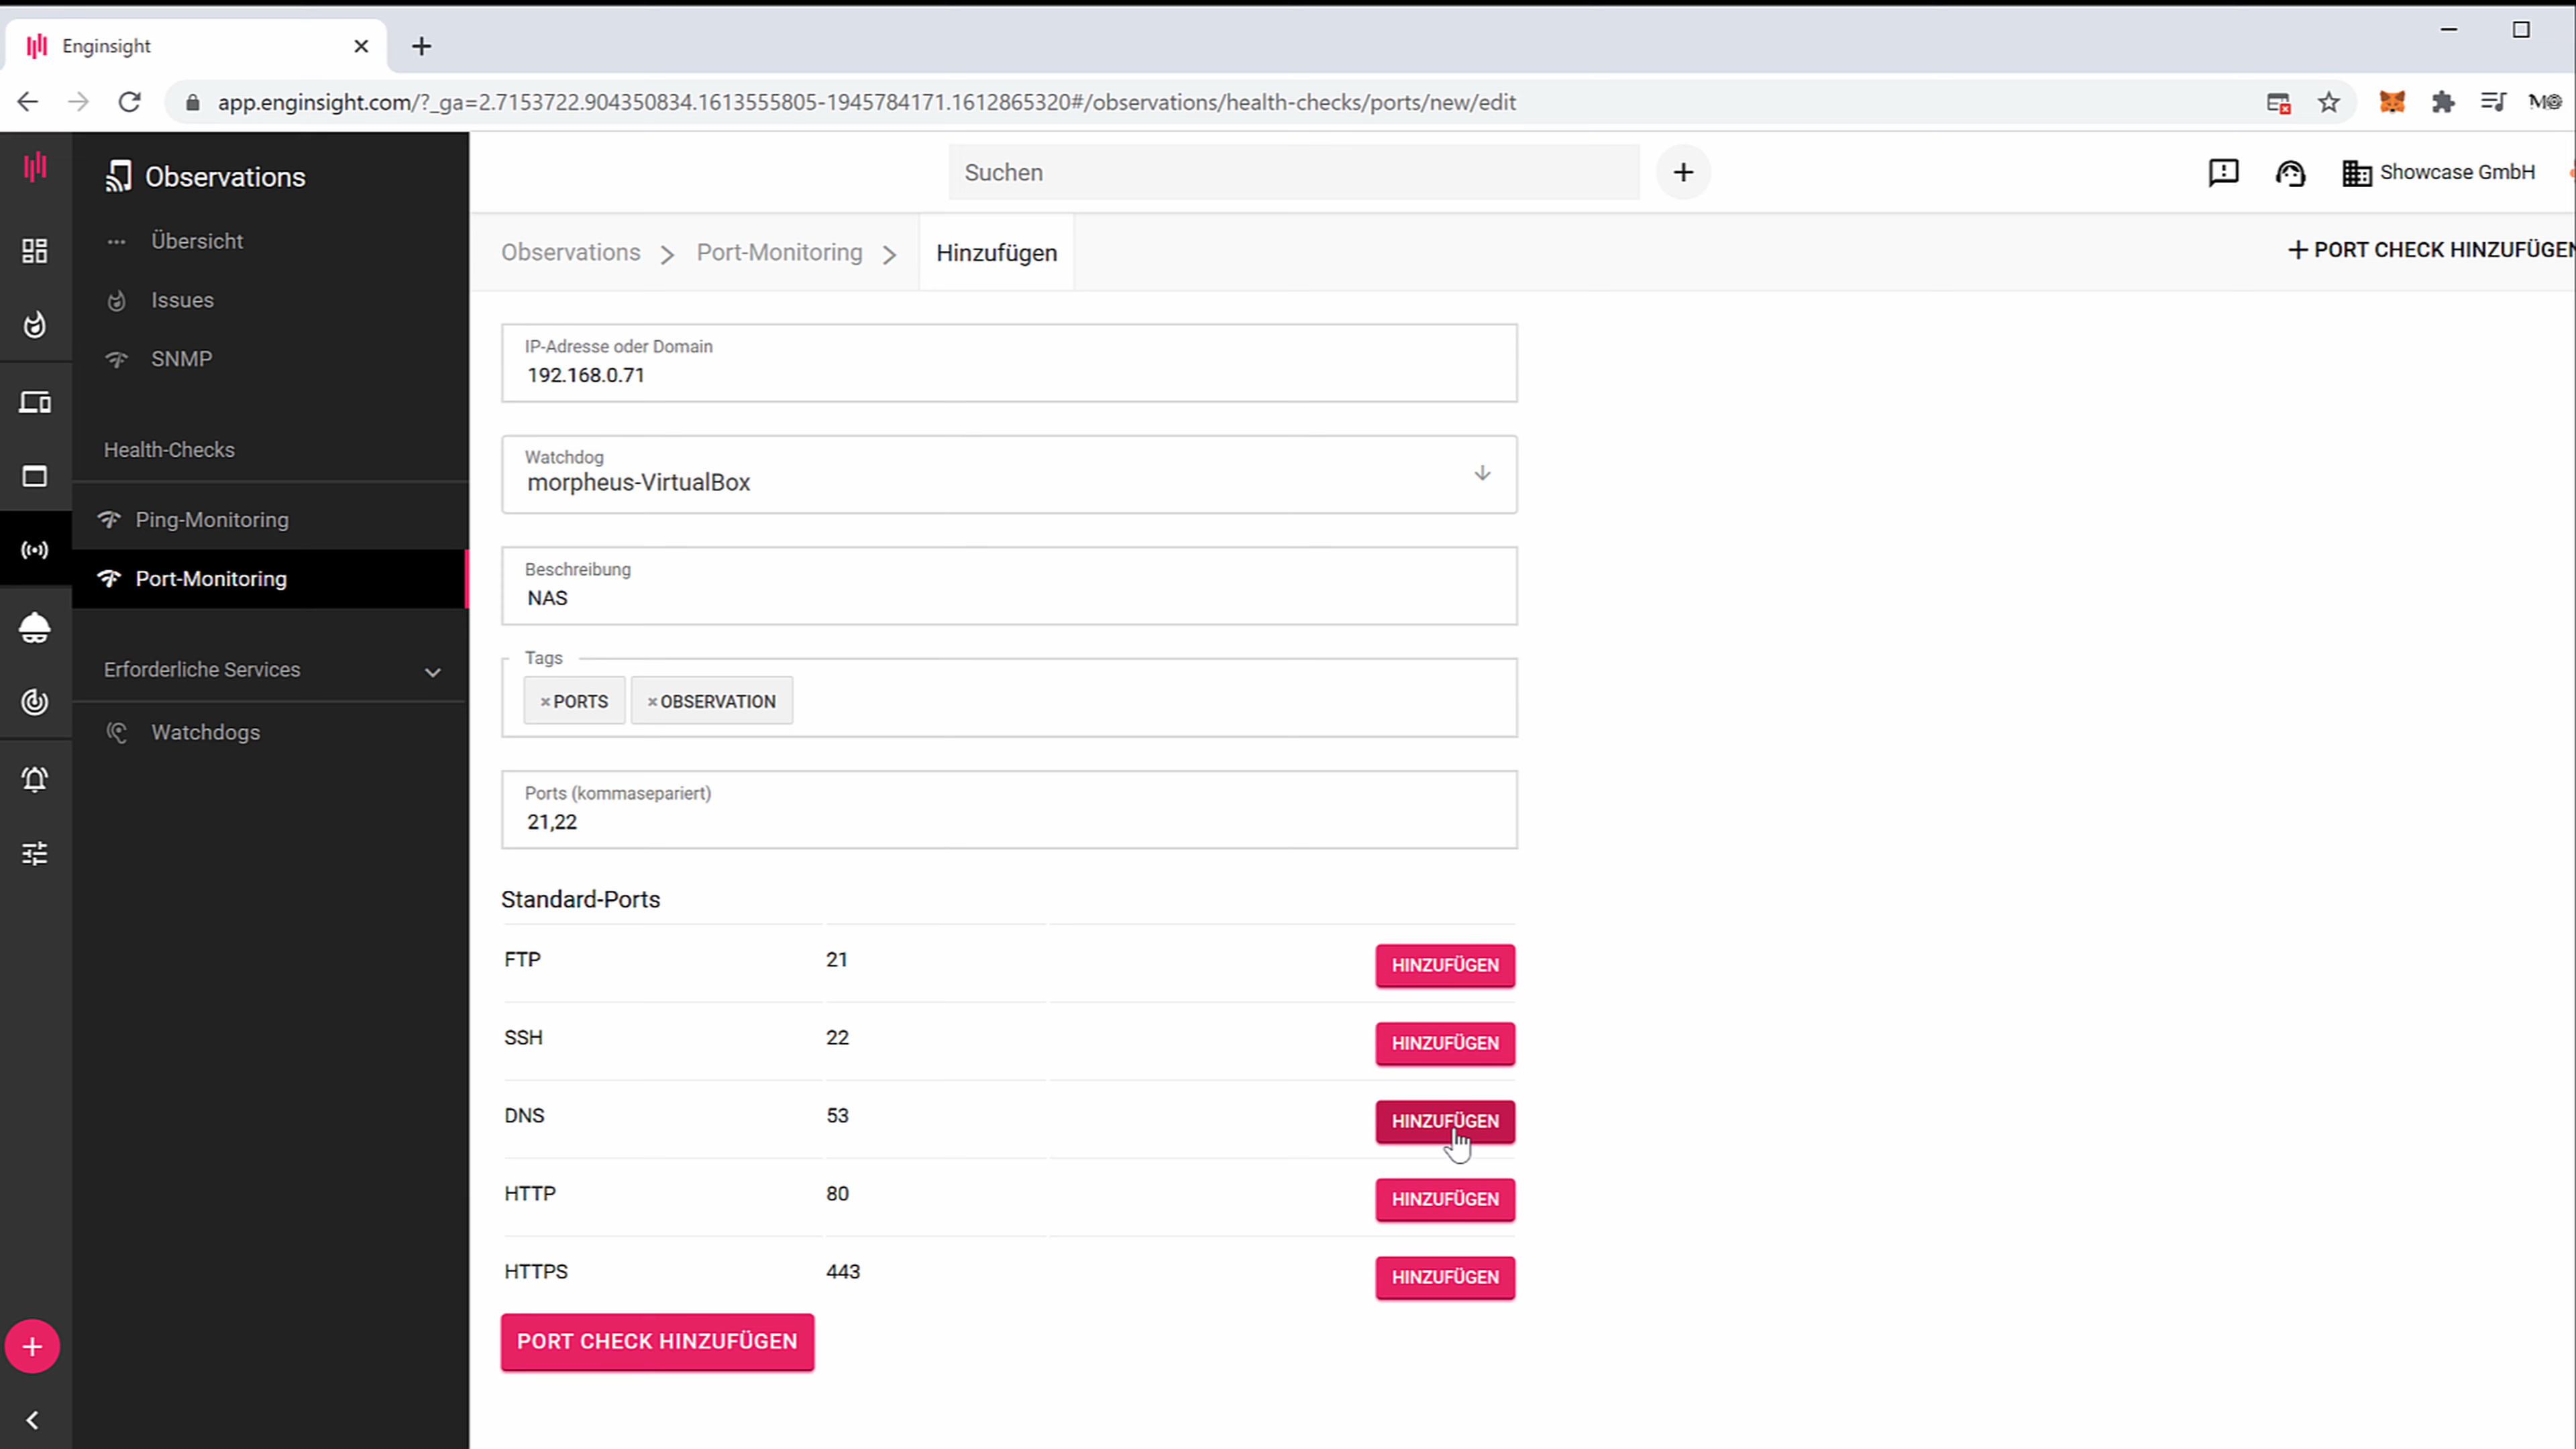 Enginsight
app.enginsight.com/?_ga=2.7153722.904350834.1613555805-1945784171.1612865320#/observations/health-checks/ports/new/edit
Observations
Suchen
Showcase GmbH
Übersicht
Issues
SNMP
Health-Checks
Ping-Monitoring
Port-Monitoring
Erforderliche Services
Watchdogs
Observations > Port-Monitoring > Hinzufügen
+ PORT CHECK HINZUFÜGEN
IP-Adresse oder Domain
192.168.0.71
Watchdog
morpheus-VirtualBox
Beschreibung
NAS
Tags
×PORTS ×OBSERVATION
Ports (kommasepariert)
21,22
Standard-Ports
FTP 21 HINZUFÜGEN
SSH 22 HINZUFÜGEN
DNS 53 HINZUFÜGEN
HTTP 80 HINZUFÜGEN
HTTPS 443 HINZUFÜGEN
PORT CHECK HINZUFÜGEN